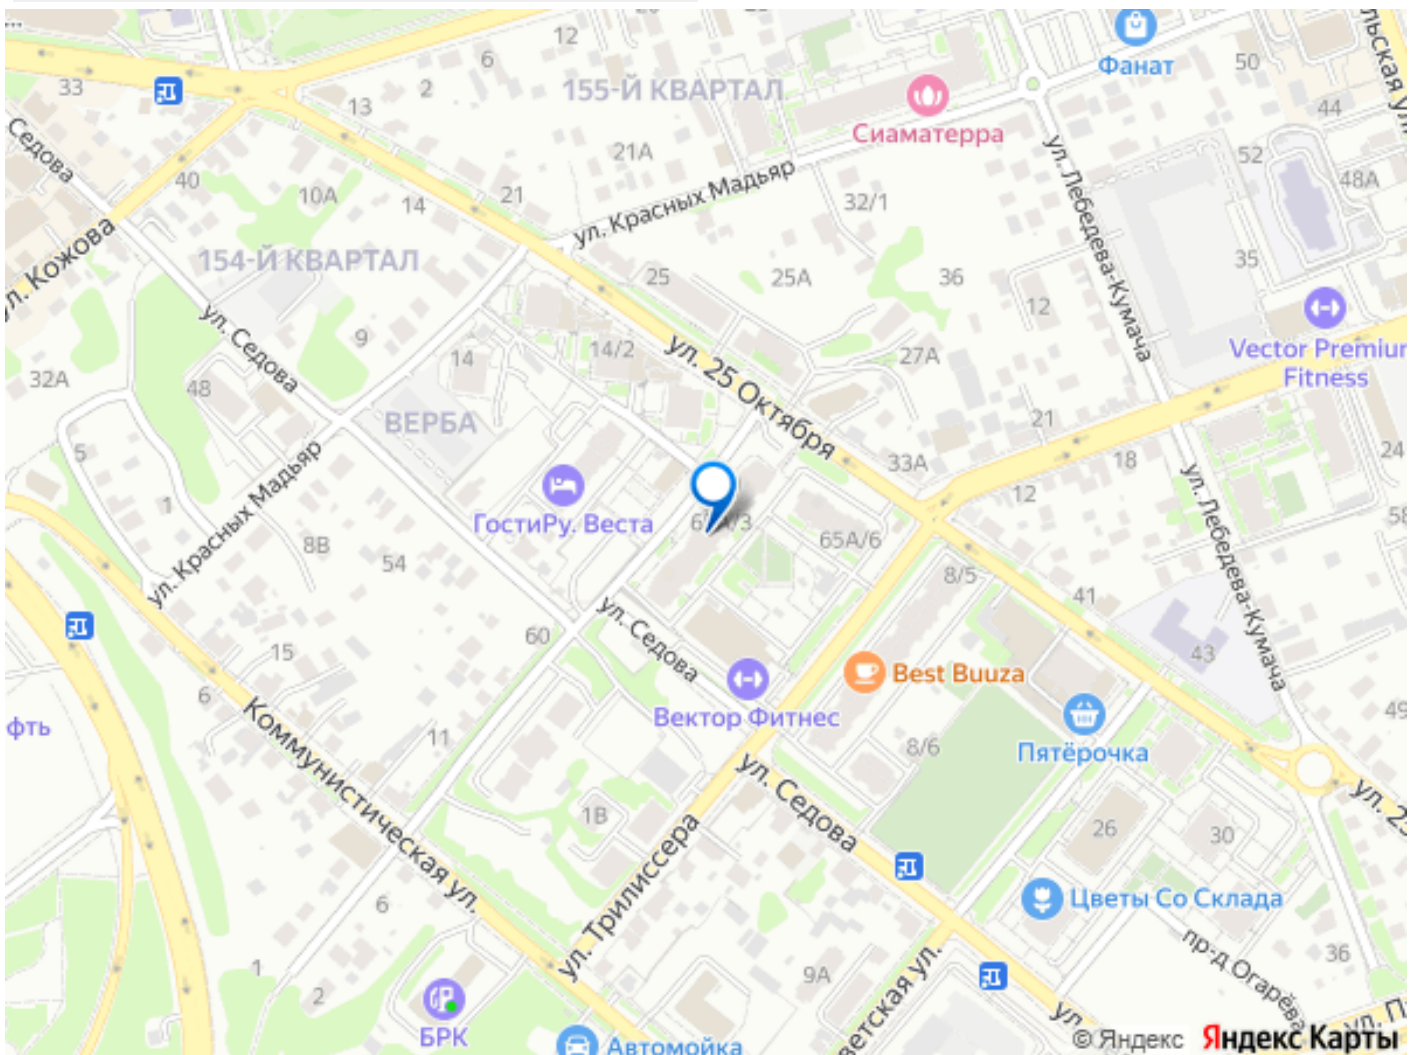 12
6
33
2
155-Й КВАРТАЛ
Фанат
50
44
13
Сиаматерра
Седова
21А
52
48А
40
10А
14
21
ул. Красных Мадьяр
32/1
ул. Лебедева-Кумача
ул. Кожова
154-Й КВАРТАЛ
25
25А
36
35
12
ул. Седова
9
14
14/2
ул. 25 Октября
27А
Vector Premium
Fitness
32А
48
ВЕРБА
21
5
33А
18
24
1
ул. Красных Мадьяр
ГостиРу. Веста
12
ул. Лебедева-Кумача
8В
54
65А/6
8/5
41
60
ул. Седова
43
15
6
Best Buuza
Вектор Фитнес
49
фть
Коммунистическая ул.
11
8/6
Пятёрочка
ул. Седова
1В
26
30
ул. Трилиссера
6
Цветы Со Склада
пр-д Огарёва
36
1
2
9А
БРК
Автомойка
© Яндекс Яндекс Карты